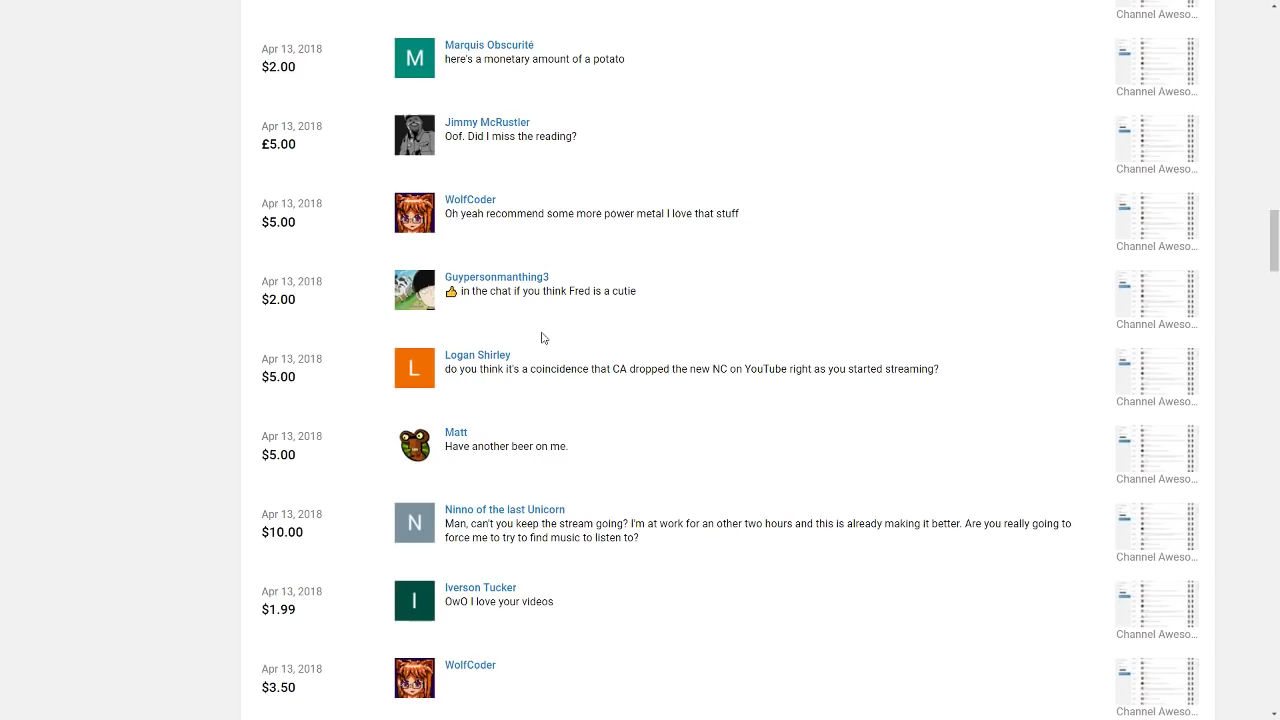 Channel Aweso...
Apr 13, 2018
$2.00
M
Marquis Obscurité
here's a monetary amount of potato.
Channel Aweso...
Apr 13, 2018
£5.00
Jimmy McRustler
Oof. Did I miss the reading?
Channel Aweso...
Apr 13, 2018
$5.00
WolfCoder
Oh yeah you can send some more power metal I love that stuff
Channel Aweso...
Apr 13, 2018
$2.00
Guypersonmanthing3
👍 in the chat if you think Fred is a cutie
Channel Aweso...
Apr 13, 2018
$5.00
L
Logan Shirley
do you think it's a coincidence that CA dropped their NC on YouTube right as you started streaming?
Channel Aweso...
Apr 13, 2018
$5.00
Matt
Have another beer on me.
Channel Aweso...
Apr 13, 2018
$10.00
N
Ninno of the last Unicorn
Men, can you keep the stream going? I'm at work for an other two hours and this is really making it better. Are you really going to
force me to try to find music to listen to?
Channel Aweso...
Apr 13, 2018
$1.99
I
Iverson Tucker
OwO I love your videos
Channel Aweso...
Apr 13, 2018
$3.50
WolfCoder
Channel Aweso...